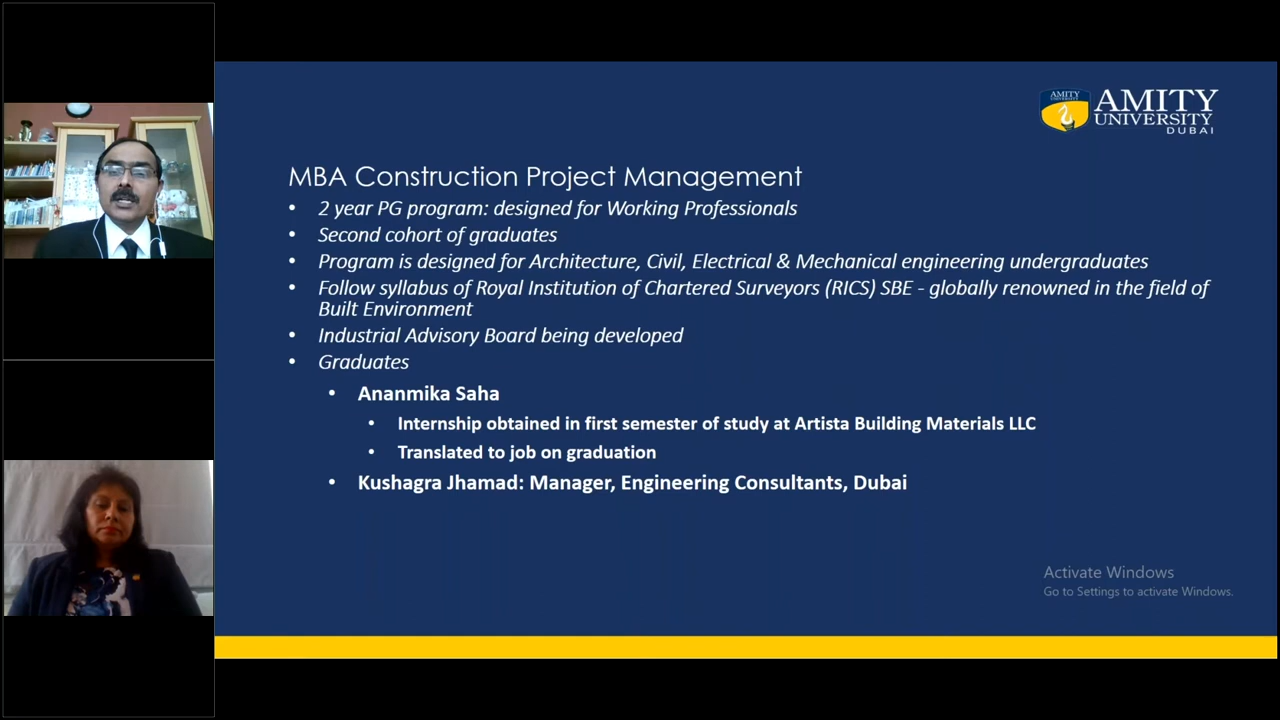 AMITY
AMITY
UNIVERSITY
DUBAI
MBA Construction Project Management
• 2 year PG program: designed for Working Professionals
• Second cohort of graduates
• Program is designed for Architecture, Civil, Electrical & Mechanical engineering undergraduates
• Follow syllabus of Royal Institution of Chartered Surveyors (RICS) SBE - globally renowned in the field of
Built Environment
• Industrial Advisory Board being developed
• Graduates
• Ananmika Saha
• Internship obtained in first semester of study at Artista Building Materials LLC
• Translated to job on graduation
• Kushagra Jhamad: Manager, Engineering Consultants, Dubai
Activate Windows
Go to Settings to activate Windows.